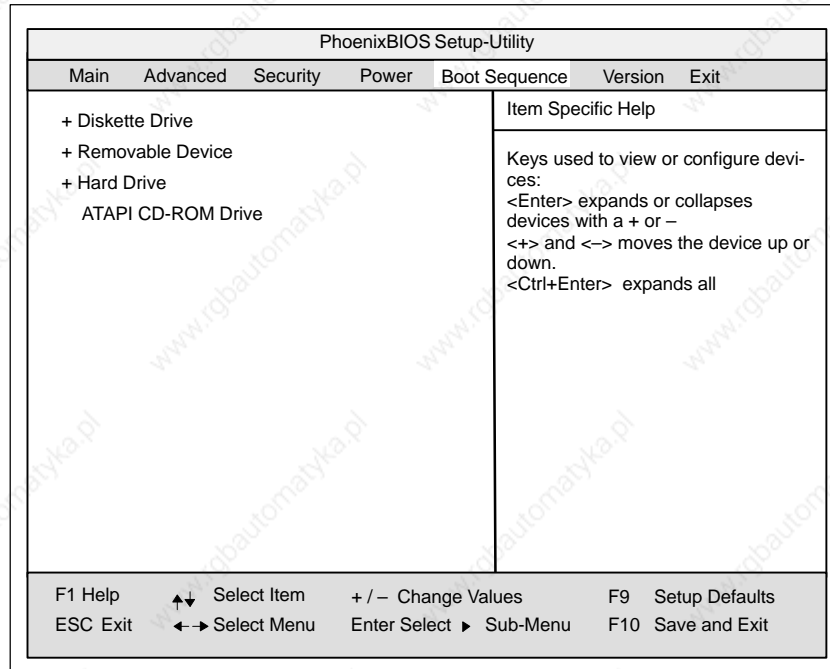 PhoenixBIOS Setup-Utility
Main Advanced Security Power Boot Sequence Version Exit
+ Diskette Drive
+ Removable Device
+ Hard Drive
ATAPI CD-ROM Drive
Item Specific Help
Keys used to view or configure devi-
ces:
<Enter> expands or collapses
devices with a + or –
<+> and <–> moves the device up or
down.
<Ctrl+Enter> expands all
F1 Help Select Item + / – Change Values F9 Setup Defaults
ESC Exit Select Menu Enter Select ▶ Sub-Menu F10 Save and Exit
www.rgbautomatyka.pl